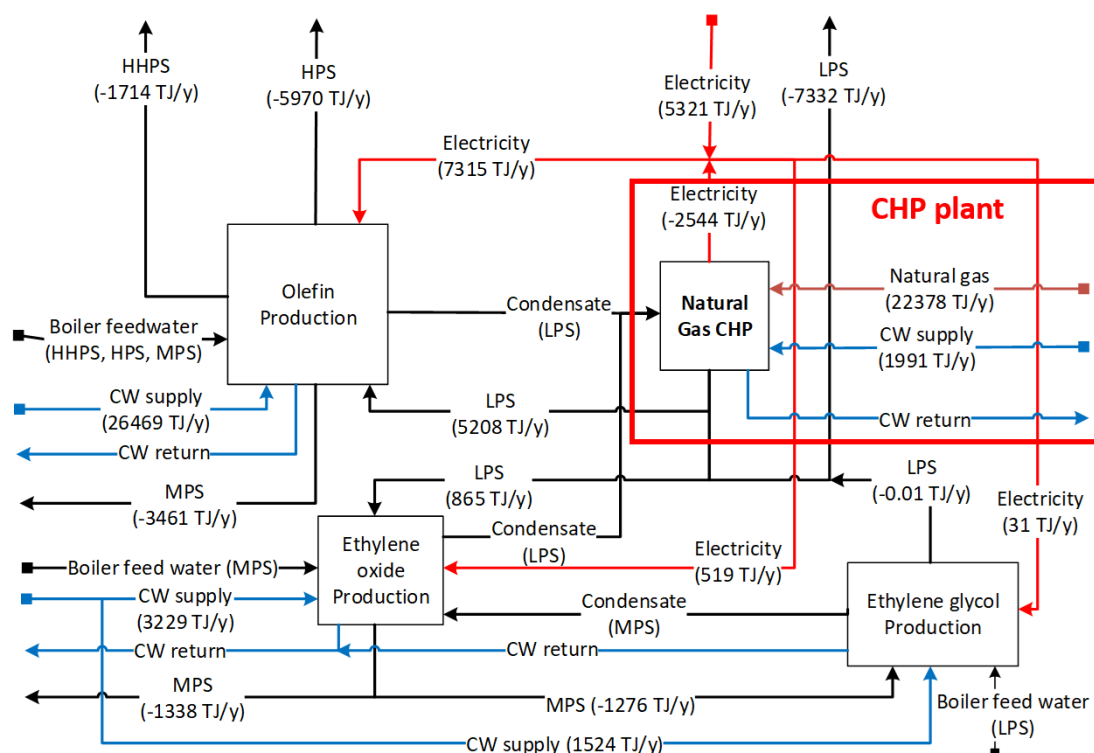 HHPS
(-1714 TJ/y)
HPS
(-5970 TJ/y)
Electricity
(5321 TJ/y)
LPS
(-7332 TJ/y)
Electricity
(7315 TJ/y)
Electricity
(-2544 TJ/y)
CHP plant
Olefin
Production
Boiler feedwater
(HHPS, HPS, MPS)
Condensate
(LPS)
Natural
Gas CHP
Natural gas
(22378 TJ/y)
CW supply
(1991 TJ/y)
CW supply
(26469 TJ/y)
CW return
LPS
(5208 TJ/y)
CW return
MPS
(-3461 TJ/y)
LPS
(865 TJ/y)
LPS
(-0.01 TJ/y)
Electricity
(31 TJ/y)
Condensate
(LPS)
Ethylene
oxide
Production
Electricity
(519 TJ/y)
Boiler feed water (MPS)
CW supply
(3229 TJ/y)
Condensate
(MPS)
Ethylene glycol
Production
CW return
CW return
MPS
(-1338 TJ/y)
MPS (-1276 TJ/y)
Boiler feed water
(LPS)
CW supply (1524 TJ/y)